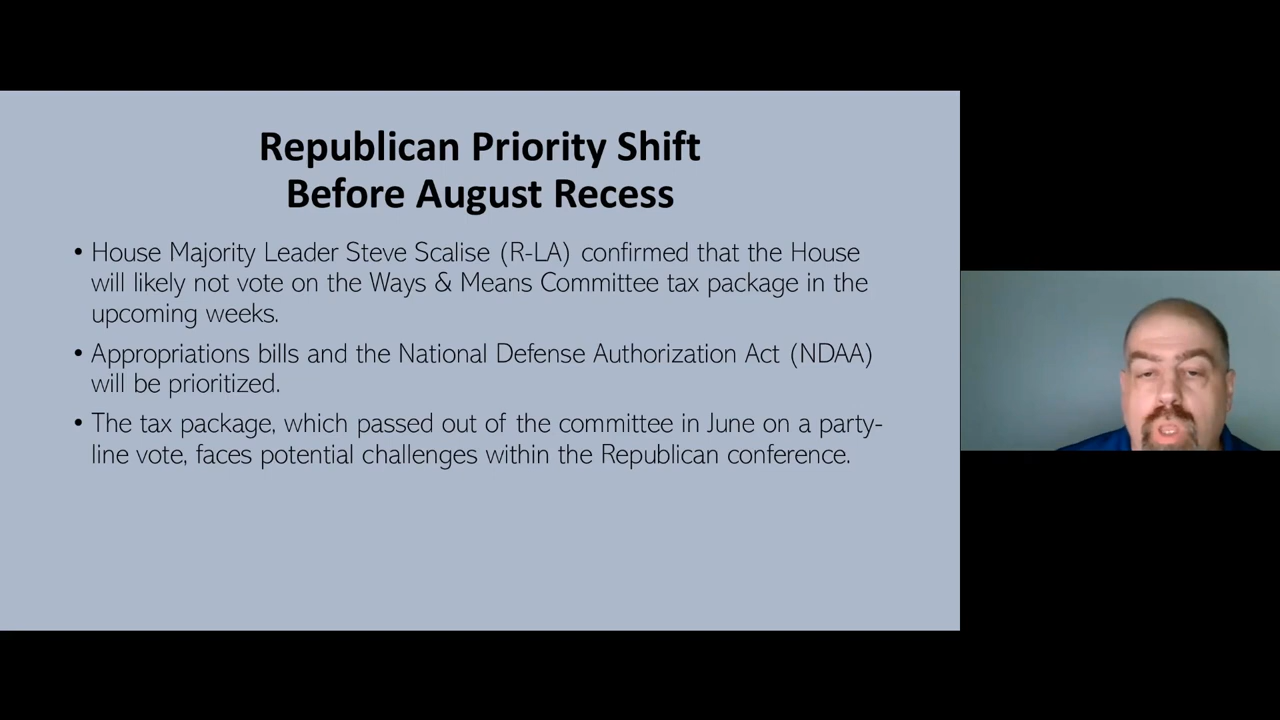 Republican Priority Shift
Before August Recess
• House Majority Leader Steve Scalise (R-LA) confirmed that the House
will likely not vote on the Ways & Means Committee tax package in the
upcoming weeks.
• Appropriations bills and the National Defense Authorization Act (NDAA)
will be prioritized.
• The tax package, which passed out of the committee in June on a party-
line vote, faces potential challenges within the Republican conference.